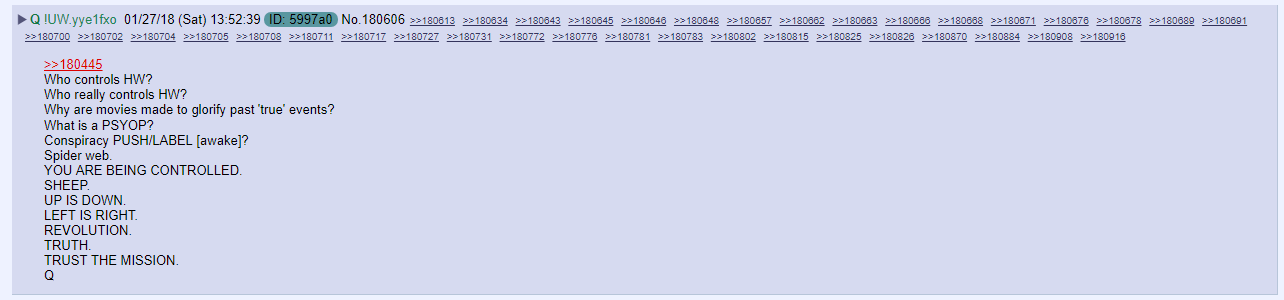 ▶ Q !UW.yye1fxo 01/27/18 (Sat) 13:52:39 ID: 5997a0 No.180606 >>180613 >>180634 >>180643 >>180645 >>180646 >>180648 >>180657 >>180662 >>180663 >>180666 >>180668 >>180671 >>180676 >>180678 >>180689 >>180691
>>180700 >>180702 >>180704 >>180705 >>180708 >>180711 >>180717 >>180727 >>180731 >>180772 >>180776 >>180781 >>180783 >>180802 >>180815 >>180825 >>180826 >>180870 >>180884 >>180908 >>180916
>>180445
Who controls HW?
Who really controls HW?
Why are movies made to glorify past 'true' events?
What is a PSYOP?
Conspiracy PUSH/LABEL [awake]?
Spider web.
YOU ARE BEING CONTROLLED.
SHEEP.
UP IS DOWN.
LEFT IS RIGHT.
REVOLUTION.
TRUTH.
TRUST THE MISSION.
Q